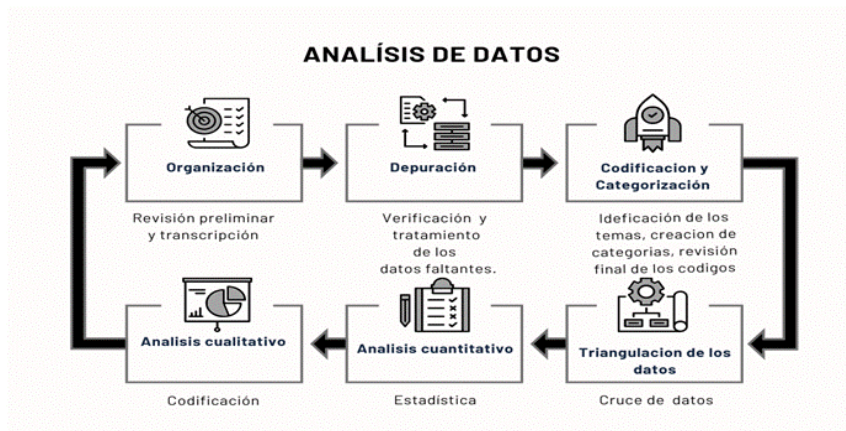 ANALÍSIS DE DATOS
Organización
Revisión preliminar
y transcripción
Depuración
Verificación y
tratamiento
de los
datos faltantes.
Codificacion y
Categorización
Ideficación de los
temas, creacion de
categorias, revisión
final de los codigos
Triangulacion de los
datos
Cruce de datos
Analisis cuantitativo
Estadística
Analisis cualitativo
Codificación